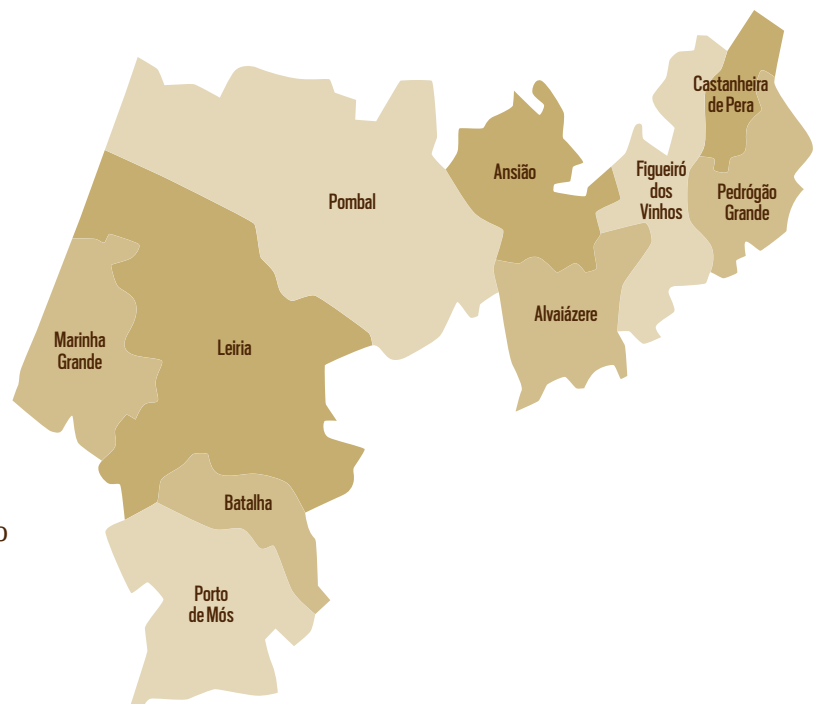 Castanheira
de Pera
Ansião
Figueiró
dos
Vinhos
Pedrógão
Grande
Pombal
Alvaiázere
Marinha
Grande
Leiria
Batalha
o
Porto
de Mós